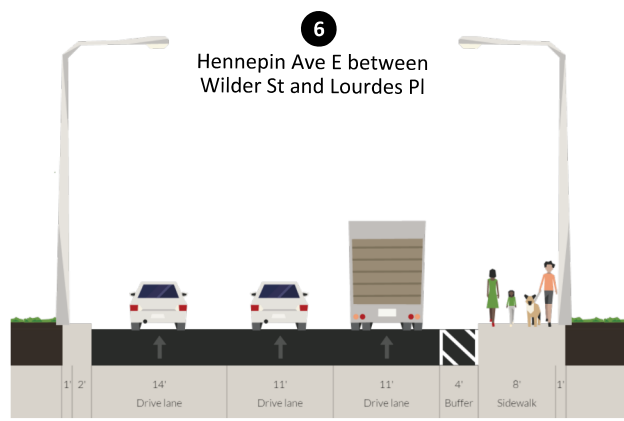 6
Hennepin Ave E between
Wilder St and Lourdes Pl
1' 2' 14' 11' 11' 4' 8' 1'
Drive lane Drive lane Drive lane Buffer Sidewalk